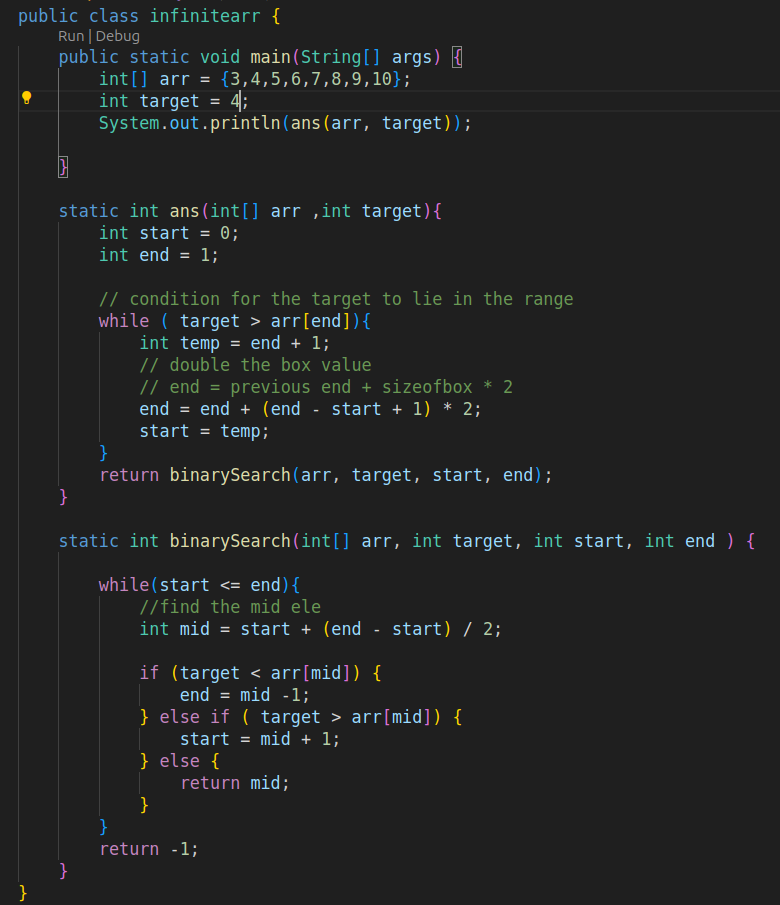 public class infinitearr {
Run | Debug
public static void main(String[] args) {
int[] arr = {3,4,5,6,7,8,9,10};
int target = 4;
System.out.println(ans(arr, target));
}
static int ans(int[] arr ,int target){
int start = 0;
int end = 1;
// condition for the target to lie in the range
while ( target > arr[end]){
int temp = end + 1;
// double the box value
// end = previous end + sizeofbox * 2
end = end + (end - start + 1) * 2;
start = temp;
}
return binarySearch(arr, target, start, end);
}
static int binarySearch(int[] arr, int target, int start, int end ) {
while(start <= end){
//find the mid ele
int mid = start + (end - start) / 2;
if (target < arr[mid]) {
end = mid -1;
} else if ( target > arr[mid]) {
start = mid + 1;
} else {
return mid;
}
}
return -1;
}
}